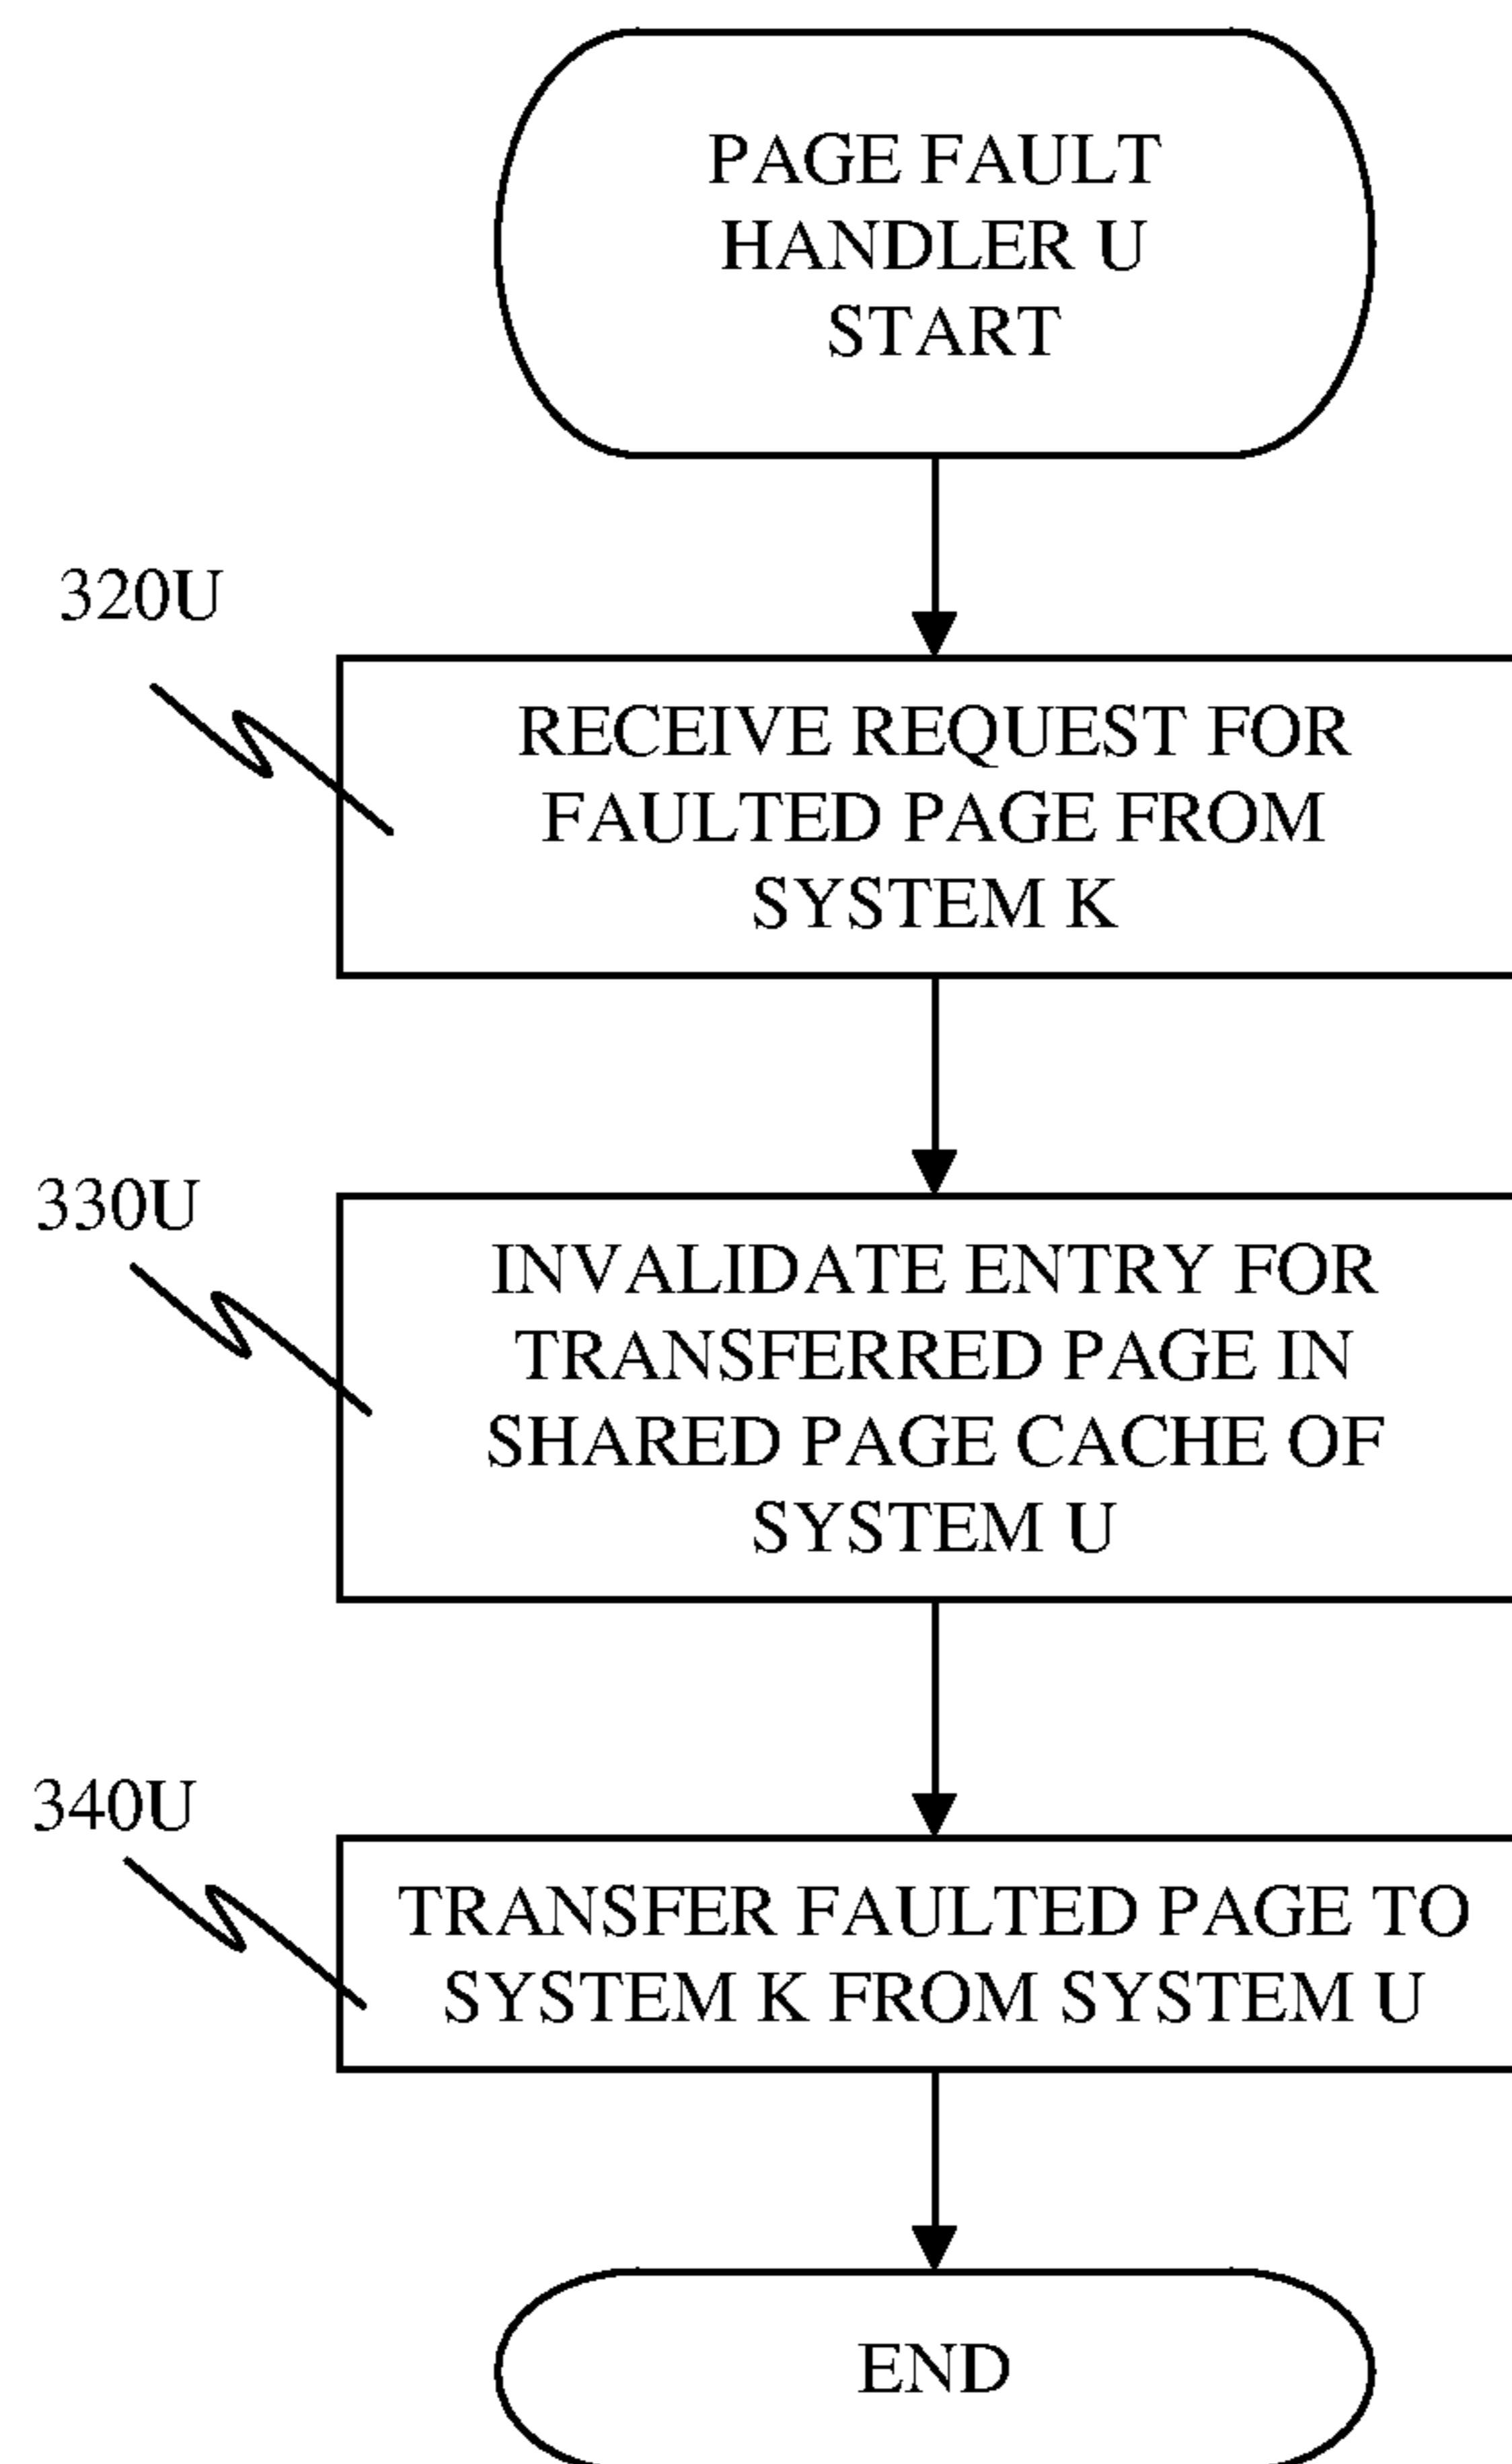 PAGE FAULT
HANDLER U
START
320U
RECEIVE REQUEST FOR
FAULTED PAGE FROM
SYSTEM K
330U
INVALIDATE ENTRY FOR
TRANSFERRED PAGE IN
SHARED PAGE CACHE OF
SYSTEM U
340U
TRANSFER FAULTED PAGE TO
SYSTEM K FROM SYSTEM U
END